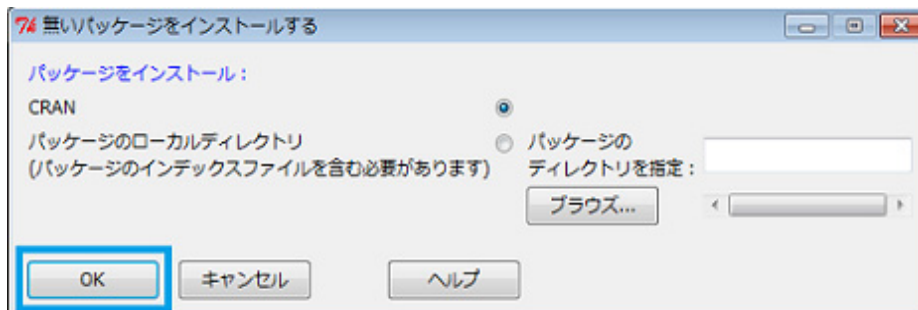 無いパッケージをインストールする
パッケージをインストール：
CRAN
パッケージのローカルディレクトリ
(パッケージのインデックスファイルを含む必要があります)
パッケージの
ディレクトリを指定：
ブラウズ...
OK
キャンセル
ヘルプ